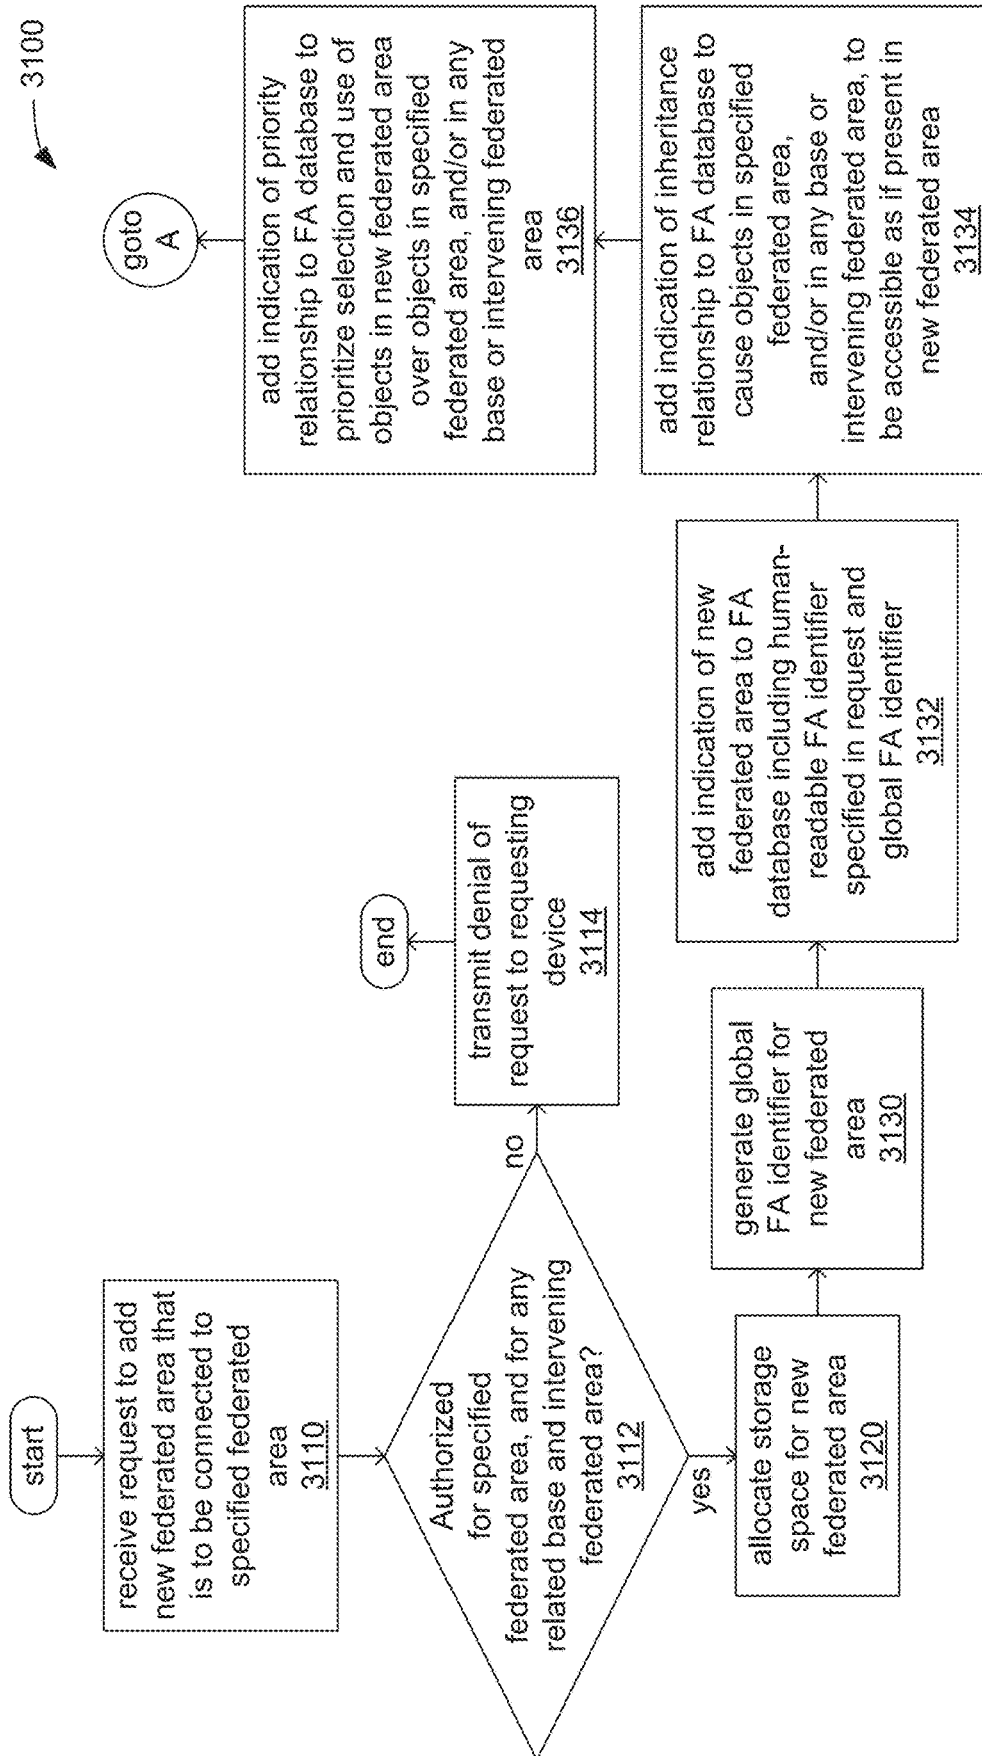 3100
start
receive request to add
new federated area that
is to be connected to
specified federated
area
3110
Authorized
for specified
federated area, and for any
related base and intervening
federated area?
3112
no
transmit denial of
request to requesting
device
3114
end
yes
allocate storage
space for new
federated area
3120
generate global
FA identifier for
new federated
area
3130
add indication of new
federated area to FA
database including human-
readable FA identifier
specified in request and
global FA identifier
3132
add indication of inheritance
relationship to FA database to
cause objects in specified
federated area,
and/or in any base or
intervening federated area, to
be accessible as if present in
new federated area
3134
add indication of priority
relationship to FA database to
prioritize selection and use of
objects in new federated area
over objects in specified
federated area, and/or in any
base or intervening federated
area
3136
goto
A